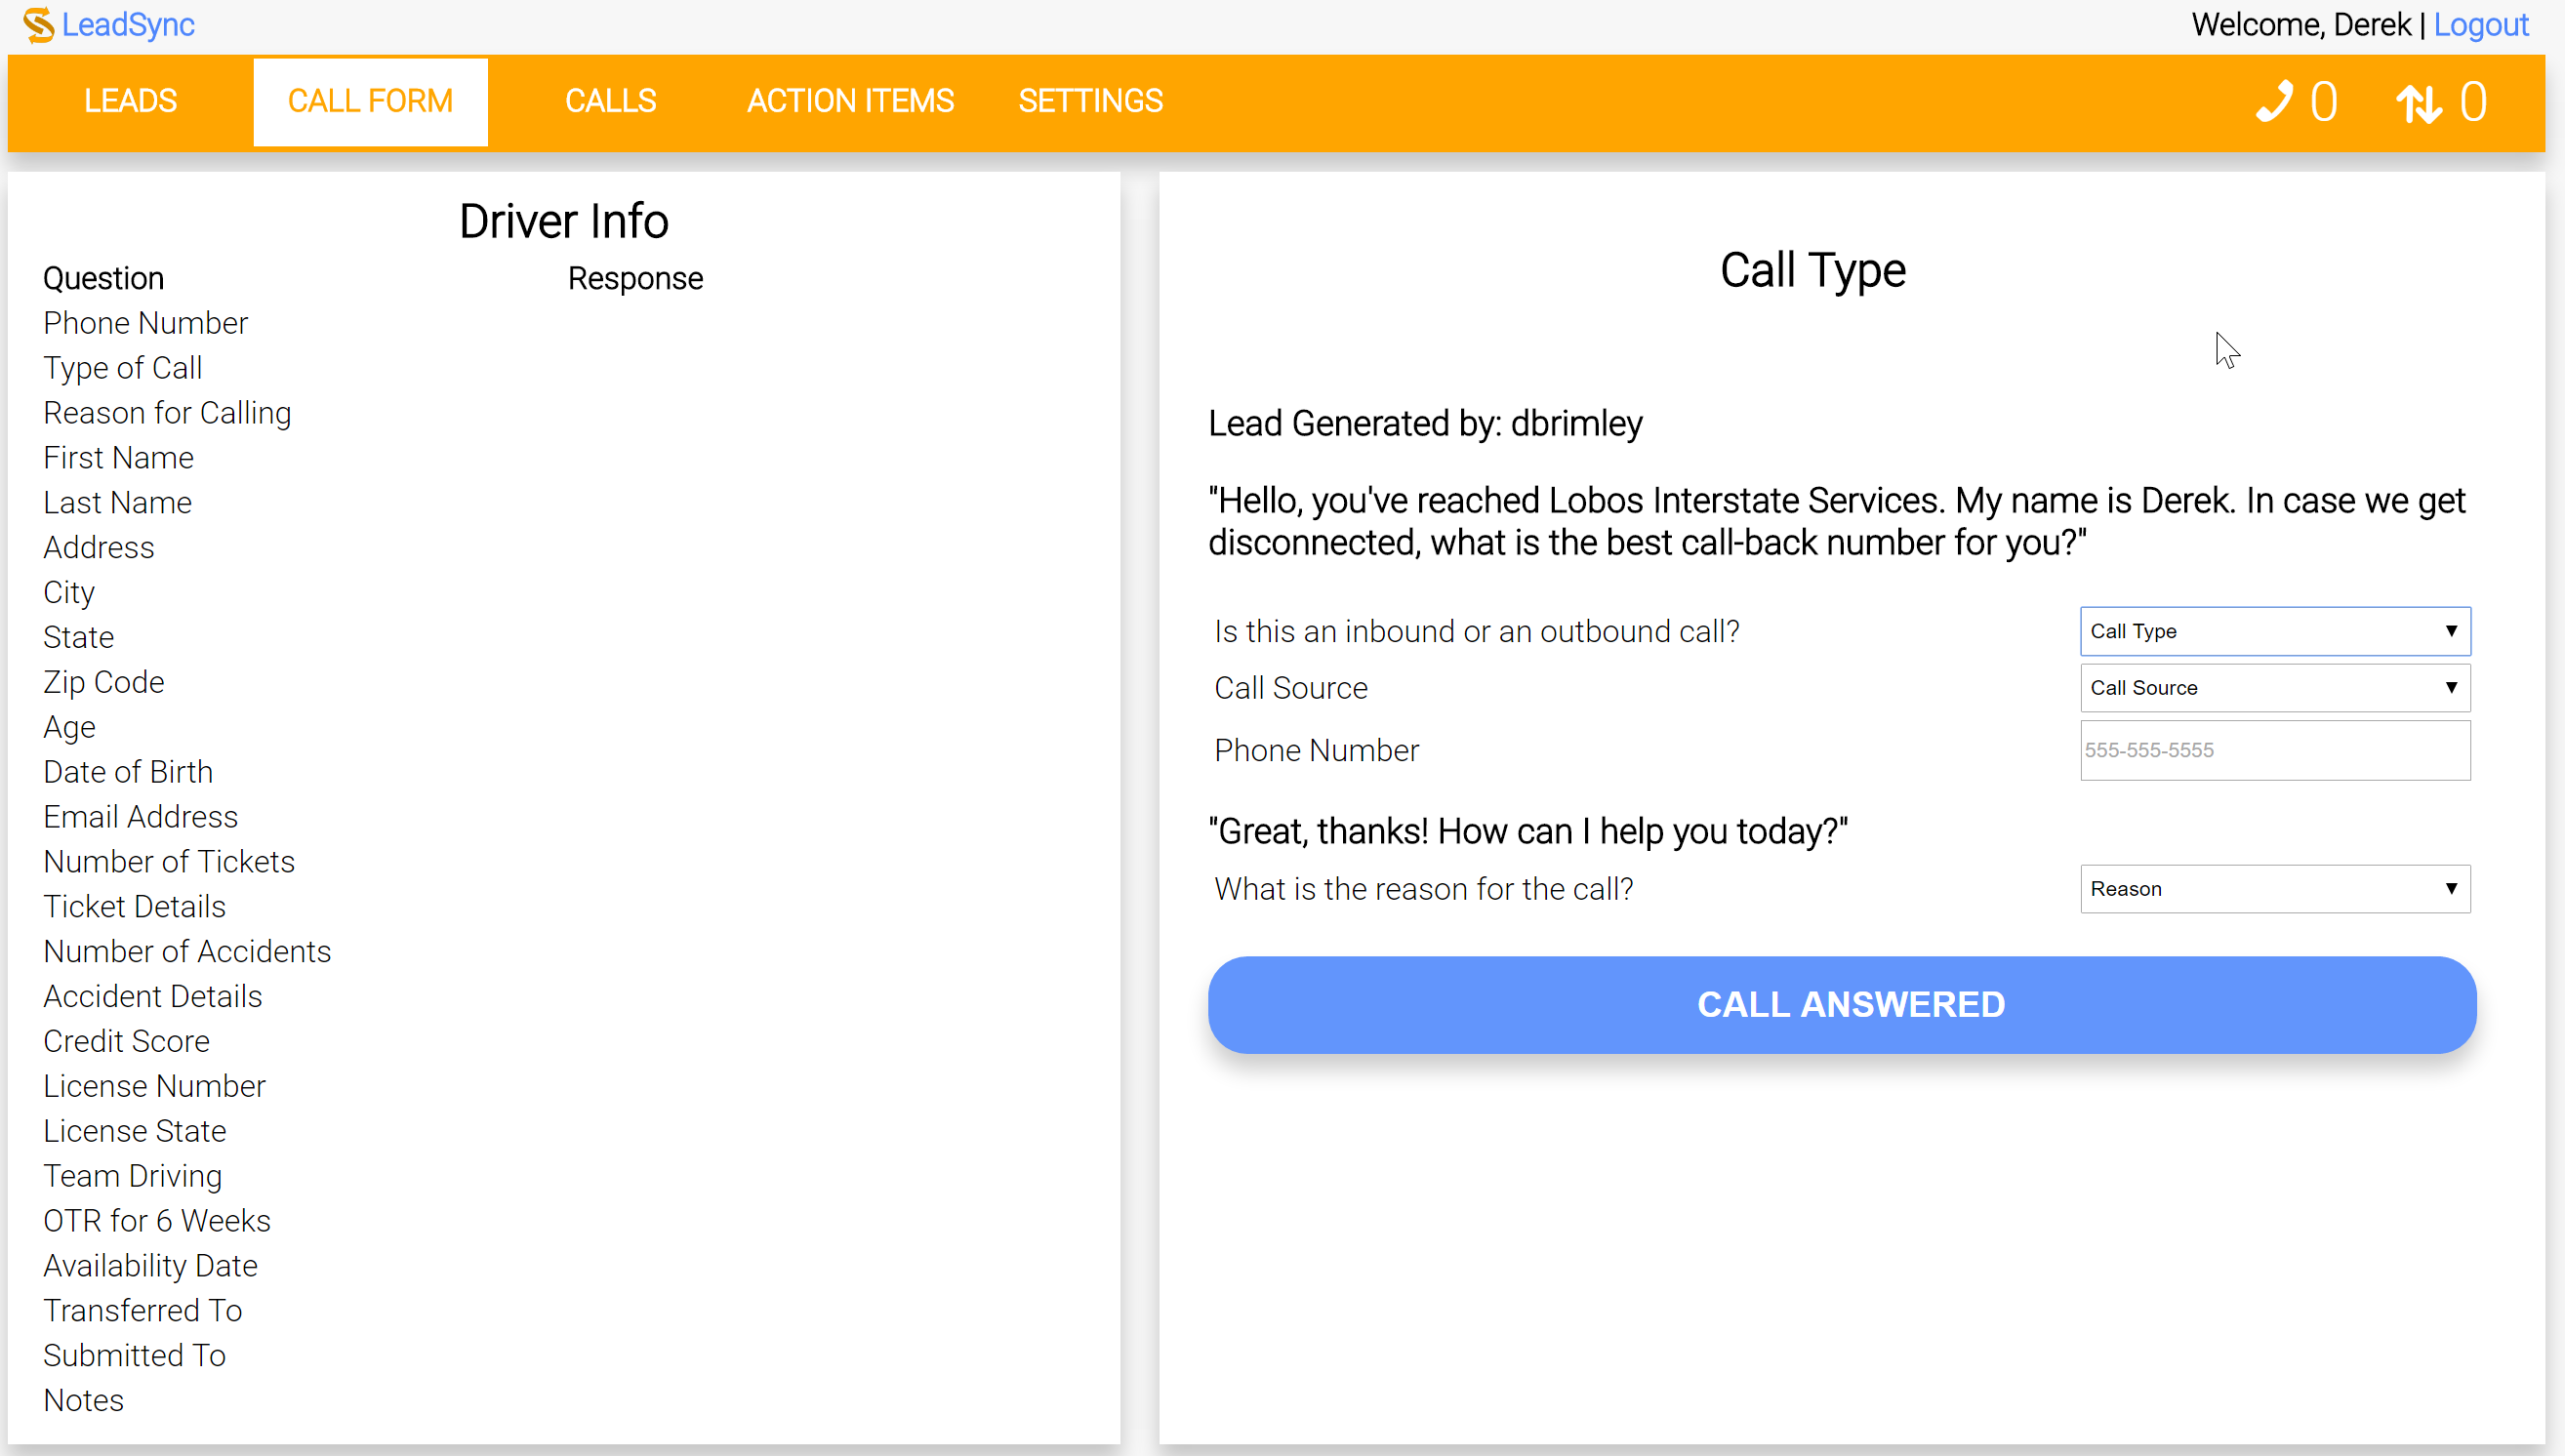 LeadSync
Welcome, Derek | Logout
LEADS CALL FORM CALLS ACTION ITEMS SETTINGS 0 0
Driver Info
Question Response
Phone Number
Type of Call
Reason for Calling
First Name
Last Name
Address
City
State
Zip Code
Age
Date of Birth
Email Address
Number of Tickets
Ticket Details
Number of Accidents
Accident Details
Credit Score
License Number
License State
Team Driving
OTR for 6 Weeks
Availability Date
Transferred To
Submitted To
Notes
Call Type
Lead Generated by: dbrimley
"Hello, you've reached Lobos Interstate Services. My name is Derek. In case we get
disconnected, what is the best call-back number for you?"
Is this an inbound or an outbound call? Call Type
Call Source Call Source
Phone Number 555-555-5555
"Great, thanks! How can I help you today?"
What is the reason for the call? Reason
CALL ANSWERED